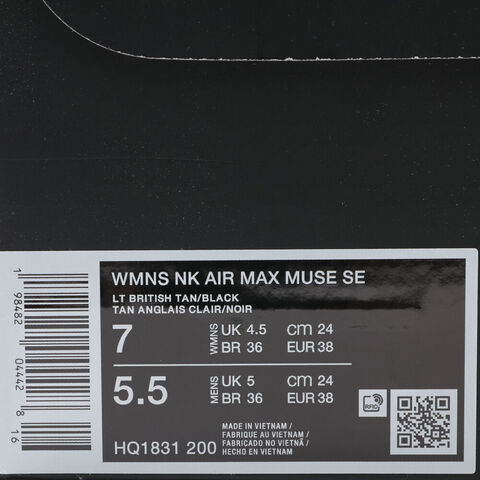 WMNS NK AIR MAX MUSE SE
LT BRITISH TAN/BLACK
TAN ANGLAIS CLAIR/NOIR
7 WMNS UK 4.5 cm 24
BR 36 EUR 38
5.5 MENS UK 5 cm 24
BR 36 EUR 38
HQ1831 200
MADE IN VIETNAM /
FABRIQUE AU VIETNAM /
FABRICADO NO VIETNÃ /
HECHO EN VIETNAM
RFID
1 98482 04442 8 16